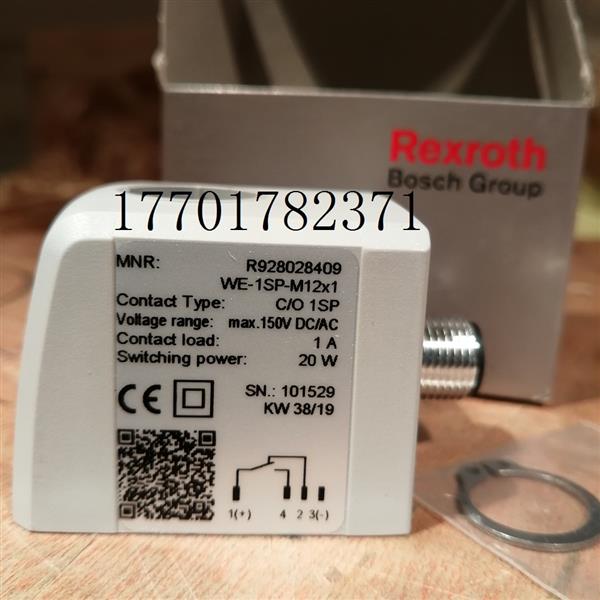 Rexroth
Bosch Group
17701782371
MNR: R928028409
WE-1SP-M12x1
Contact Type: C/O 1SP
Voltage range: max.150V DC/AC
Contact load: 1 A
Switching power: 20 W
CE
SN.: 101529
KW 38/19
1(+) 4 2 3(-)